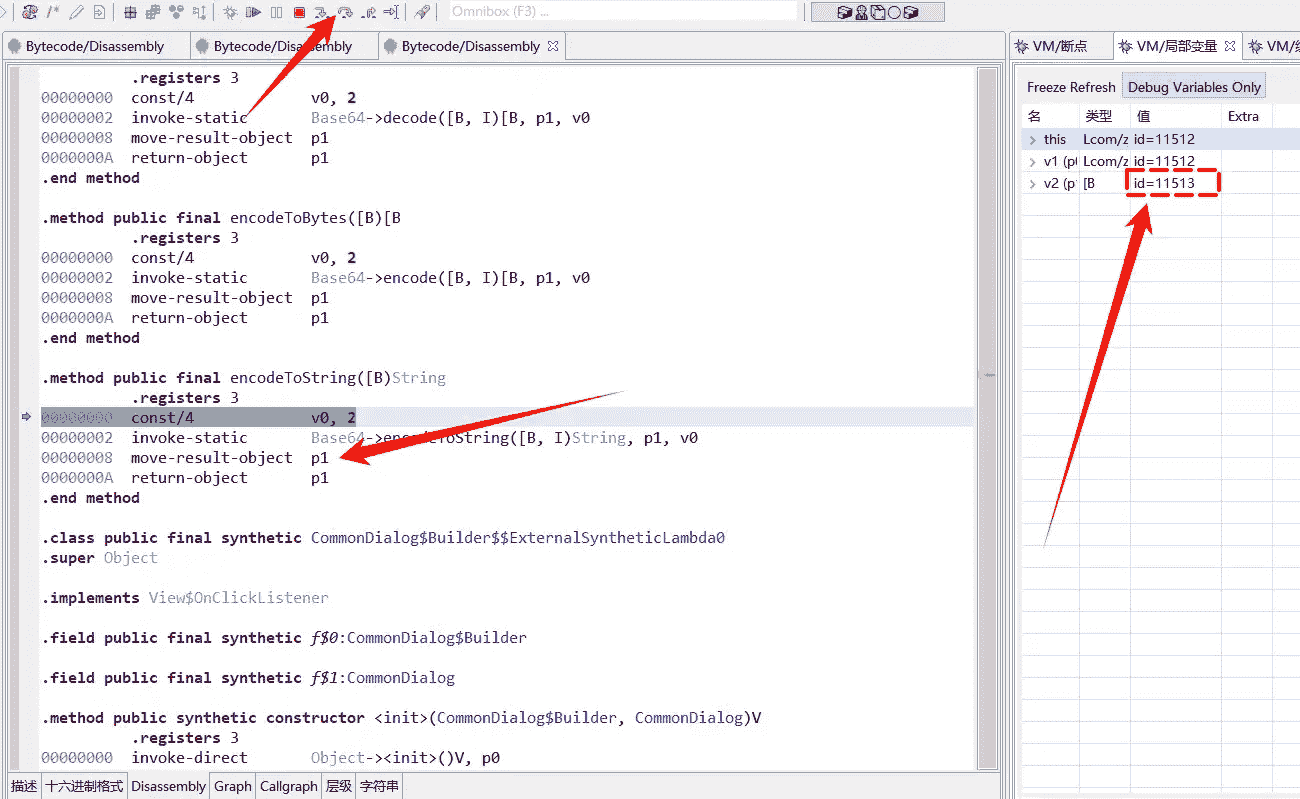 Omnibox (F3) ...
Bytecode/Disassembly Bytecode/Disassembly Bytecode/Disassembly
.registers 3
00000000 const/4 v0, 2
00000002 invoke-static Base64->decode([B, I)[B, p1, v0
00000008 move-result-object p1
0000000A return-object p1
.end method
.method public final encodeToBytes([B)[B
.registers 3
00000000 const/4 v0, 2
00000002 invoke-static Base64->encode([B, I)[B, p1, v0
00000008 move-result-object p1
0000000A return-object p1
.end method
.method public final encodeToString([B)String
.registers 3
00000000 const/4 v0, 2
00000002 invoke-static Base64->encodeToString([B, I)String, p1, v0
00000008 move-result-object p1
0000000A return-object p1
.end method
.class public final synthetic CommonDialog$Builder$$ExternalSyntheticLambda0
.super Object
.implements View$OnClickListener
.field public final synthetic f$0:CommonDialog$Builder
.field public final synthetic f$1:CommonDialog
.method public synthetic constructor <init>(CommonDialog$Builder, CommonDialog)V
.registers 3
00000000 invoke-direct Object-><init>()V, p0
描述 十六进制格式 Disassembly Graph Callgraph 层级 字符串
VM/断点 VM/局部变量 VM/
Freeze Refresh Debug Variables Only
名 类型 值 Extra
this Lcom/z id=11512
v1 (p Lcom/z id=11512
v2 (p [B id=11513